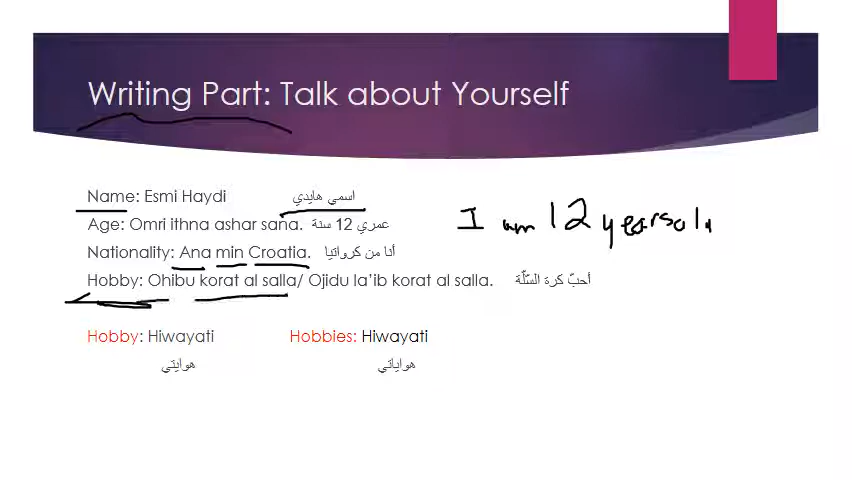 Writing Part: Talk about Yourself
Name: Esmi Haydi اسمي هايدي
Age: Omri ithna ashar sana. عمري 12 سنة
I am 12 years ol
Nationality: Ana min Croatia. أنا من كرواتيا
Hobby: Ohibu korat al salla/ Ojidu la’ib korat al salla. أحبّ كرة السّلّة
Hobby: Hiwayati Hobbies: Hiwayati
هوايتي هواياتي